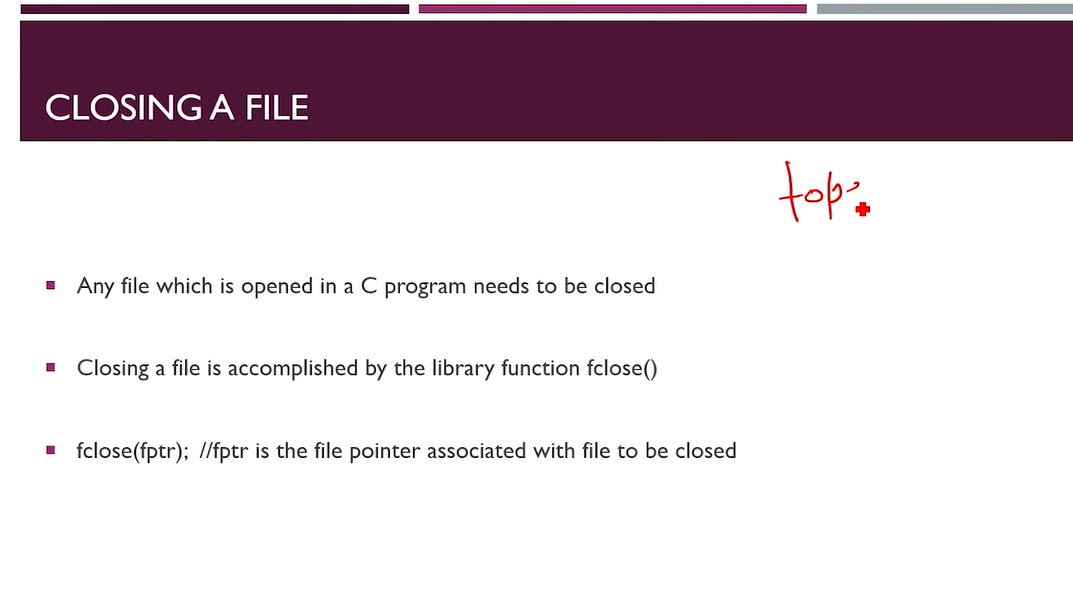 CLOSING A FILE
Any file which is opened in a C program needs to be closed
Closing a file is accomplished by the library function fclose()
fclose(fptr); //fptr is the file pointer associated with file to be closed